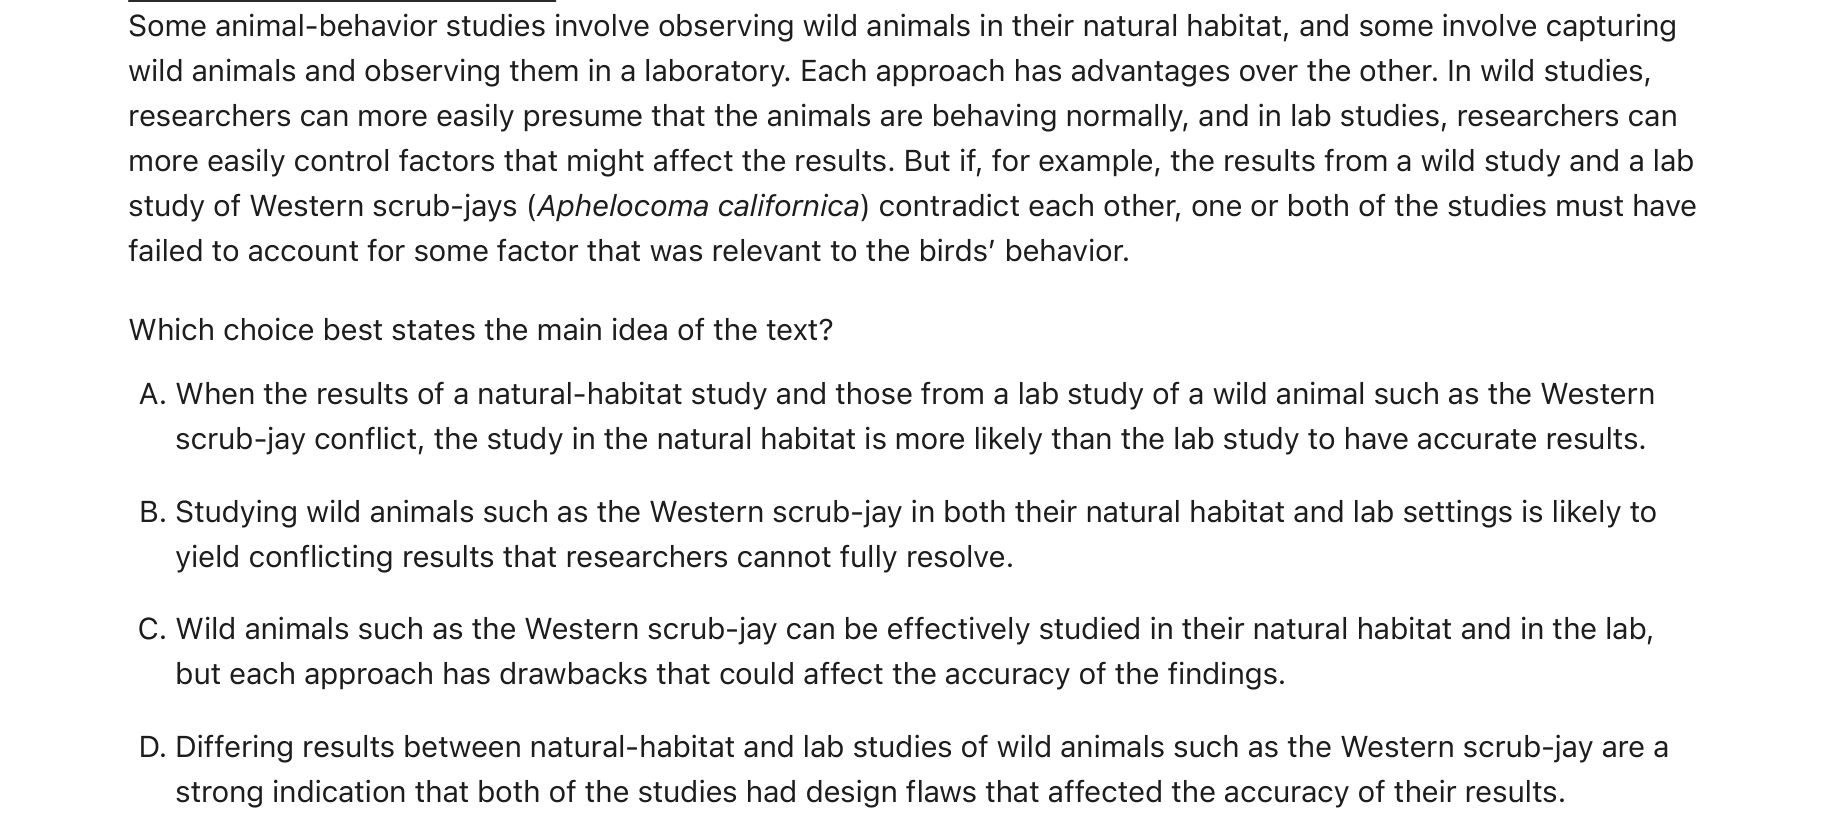 Some animal-behavior studies involve observing wild animals in their natural habitat, and some involve capturing
wild animals and observing them in a laboratory. Each approach has advantages over the other. In wild studies,
researchers can more easily presume that the animals are behaving normally, and in lab studies, researchers can
more easily control factors that might affect the results. But if, for example, the results from a wild study and a lab
study of Western scrub-jays (Aphelocoma californica) contradict each other, one or both of the studies must have
failed to account for some factor that was relevant to the birds’ behavior.
Which choice best states the main idea of the text?
A. When the results of a natural-habitat study and those from a lab study of a wild animal such as the Western
scrub-jay conflict, the study in the natural habitat is more likely than the lab study to have accurate results.
B. Studying wild animals such as the Western scrub-jay in both their natural habitat and lab settings is likely to
yield conflicting results that researchers cannot fully resolve.
C. Wild animals such as the Western scrub-jay can be effectively studied in their natural habitat and in the lab,
but each approach has drawbacks that could affect the accuracy of the findings.
D. Differing results between natural-habitat and lab studies of wild animals such as the Western scrub-jay are a
strong indication that both of the studies had design flaws that affected the accuracy of their results.